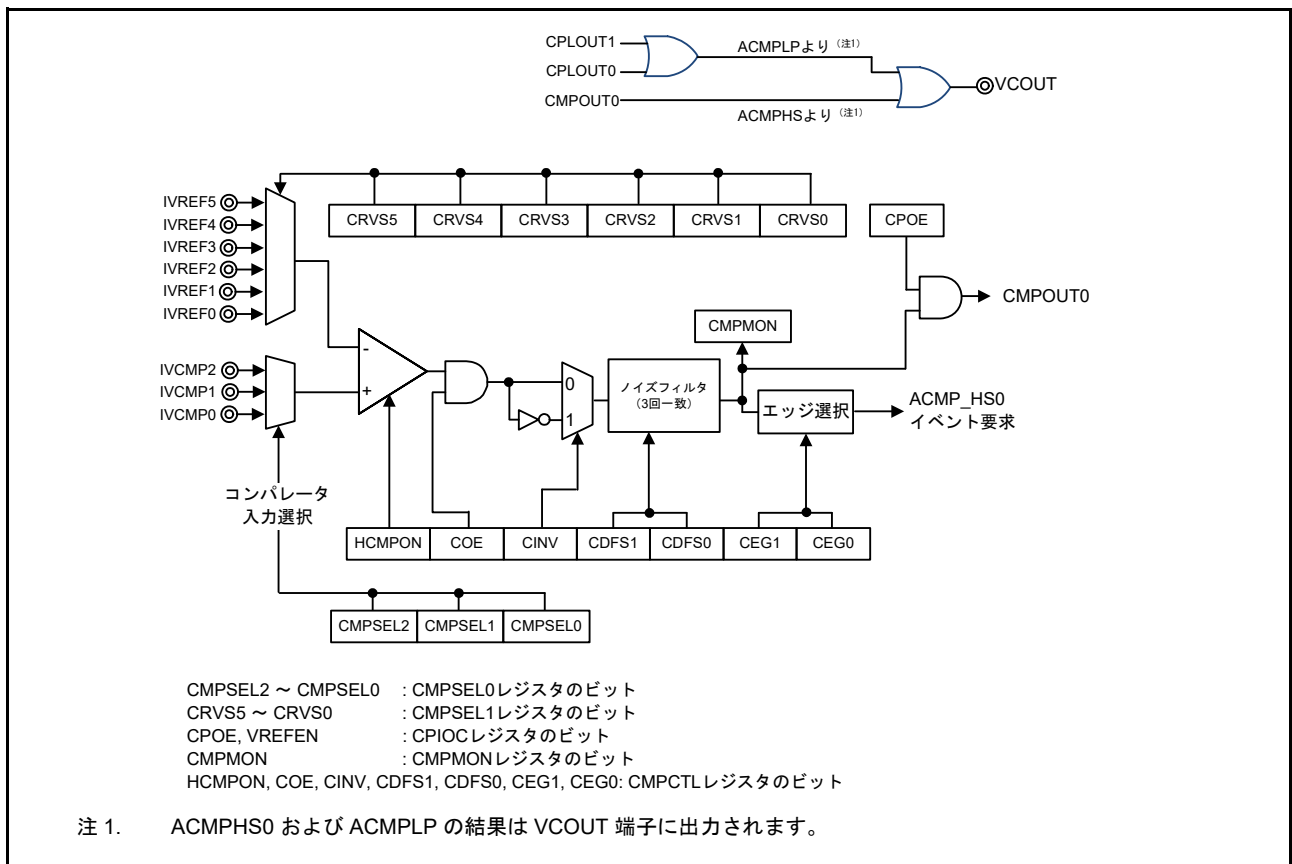 CPLOUT1
CPLOUT0
CMPOUT0
ACMPLPより (注1)
ACMPHSより (注1)
VCOUT
IVREF5
IVREF4
IVREF3
IVREF2
IVREF1
IVREF0
CRVS5 CRVS4 CRVS3 CRVS2 CRVS1 CRVS0
CPOE
CMPOUT0
CMPMON
IVCMP2
IVCMP1
IVCMP0
-
+
0
1
ノイズフィルタ
(3回一致)
エッジ選択
ACMP_HS0
イベント要求
コンパレータ
入力選択
HCMPON COE CINV CDFS1 CDFS0 CEG1 CEG0
CMPSEL2 CMPSEL1 CMPSEL0
CMPSEL2 ~ CMPSEL0 : CMPSEL0レジスタのビット
CRVS5 ~ CRVS0 : CMPSEL1レジスタのビット
CPOE, VREFEN : CPIOCレジスタのビット
CMPMON : CMPMONレジスタのビット
HCMPON, COE, CINV, CDFS1, CDFS0, CEG1, CEG0: CMPCTLレジスタのビット
注 1. ACMPHS0 および ACMPLP の結果は VCOUT 端子に出力されます。